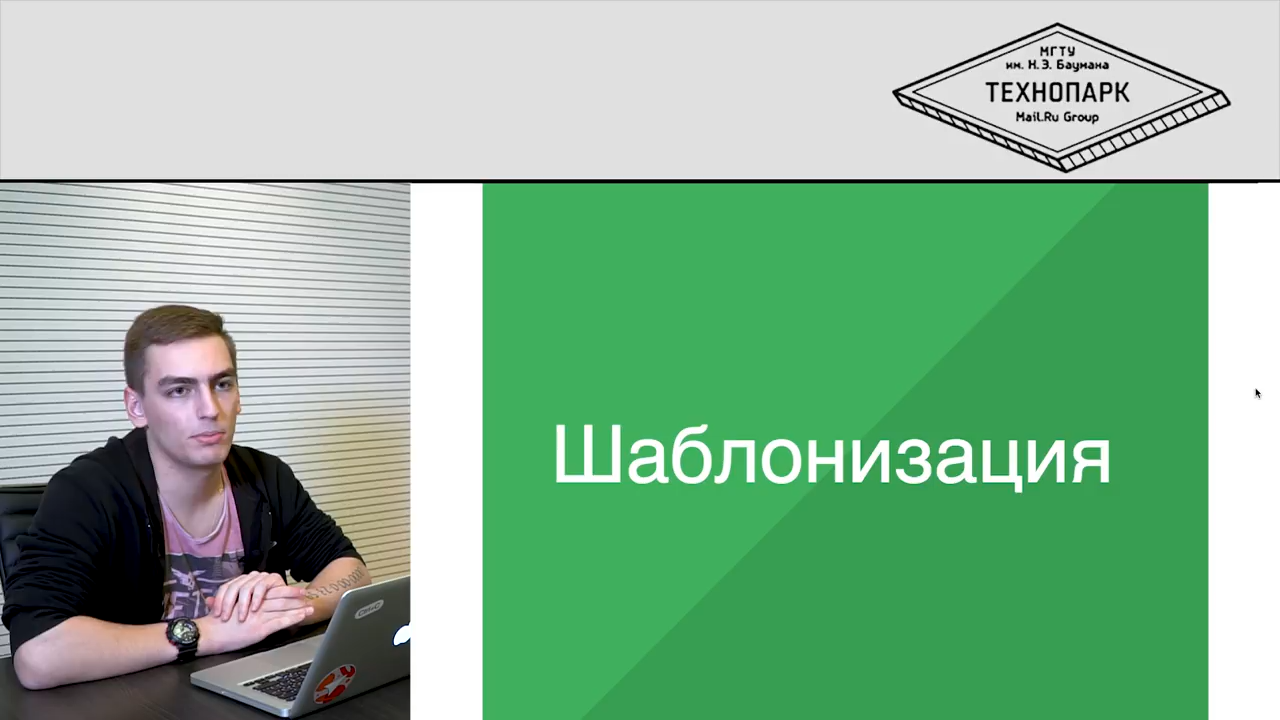 МГТУ
им. Н.Э. Баумана
ТЕХНОПАРК
Mail.Ru Group
Шаблонизация